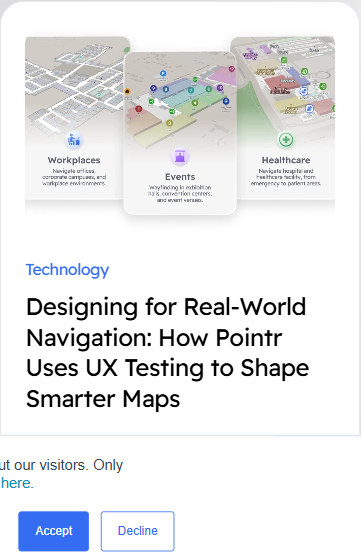 Workplaces
Navigate offices,
corporate campuses, and
workplace environments.
Events
Wayfinding in exhibition
halls, convention centers,
and event venues.
Healthcare
Navigate hospital and
healthcare facility, from
emergency to patient areas.
Technology
Designing for Real-World
Navigation: How Pointr
Uses UX Testing to Shape
Smarter Maps
ut our visitors. Only
here.
Accept
Decline